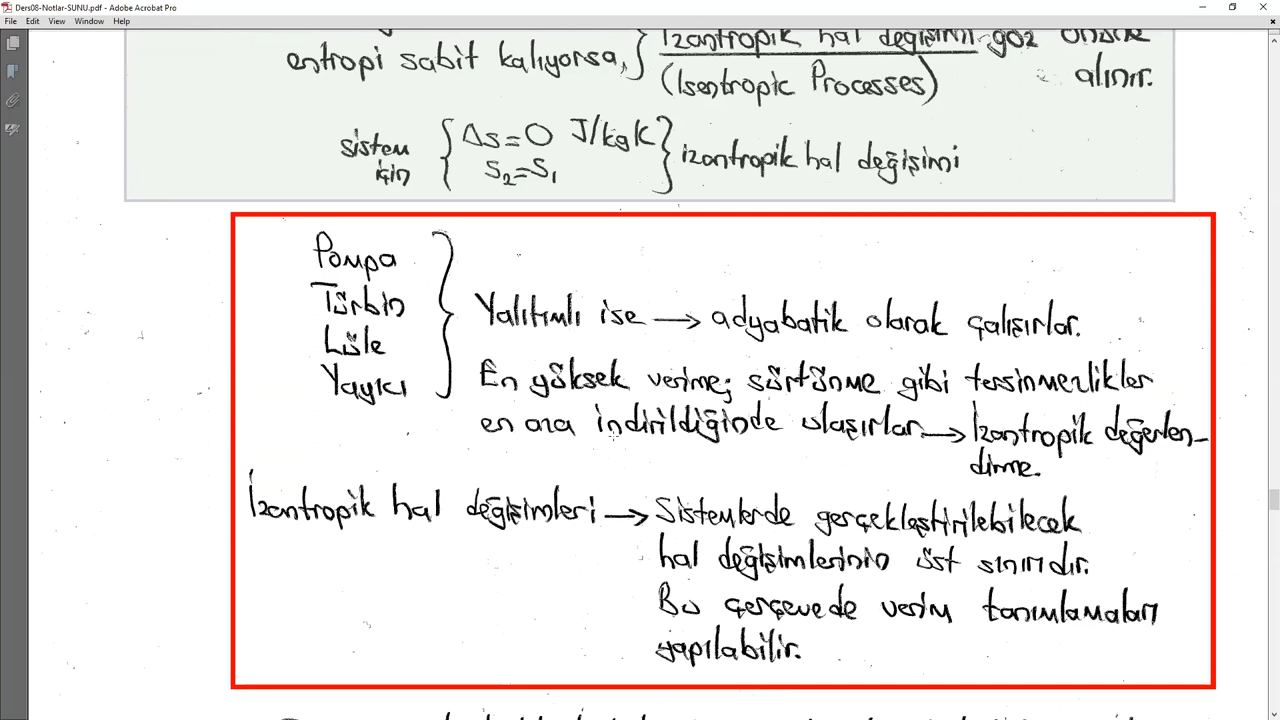 Ders08-Notlar-SUNU.pdf - Adobe Acrobat Pro
File Edit View Window Help
entropi sabit kalıyorsa, } İzantropik hal değişimi göz önüne
(Isentropic Processes) alınır.
sistem için { Δs=0 J/kgK
s₂=s₁ } izantropik hal değişimi
Pompa
Türbin
Lüle
Yayıcı
Yalıtımlı ise → adyabatik olarak çalışırlar.
En yüksek verime; sürtünme gibi tersinmezlikler
en aza indirildiğinde ulaşırlar → İzantropik değerlen-
dirme.
İzantropik hal değişimleri → Sistemlerde gerçekleştirilebilecek
hal değişimlerinin üst sınırıdır.
Bu çerçevede verim tanımlamaları
yapılabilir.